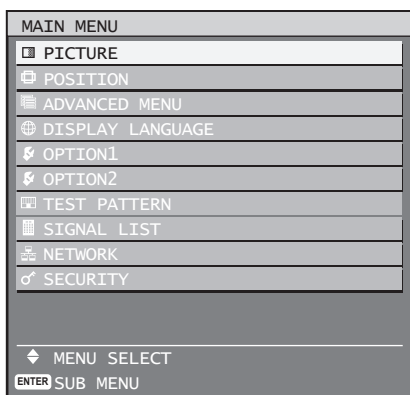 MAIN MENU
PICTURE
POSITION
ADVANCED MENU
DISPLAY LANGUAGE
OPTION1
OPTION2
TEST PATTERN
SIGNAL LIST
NETWORK
SECURITY
MENU SELECT
ENTER SUB MENU